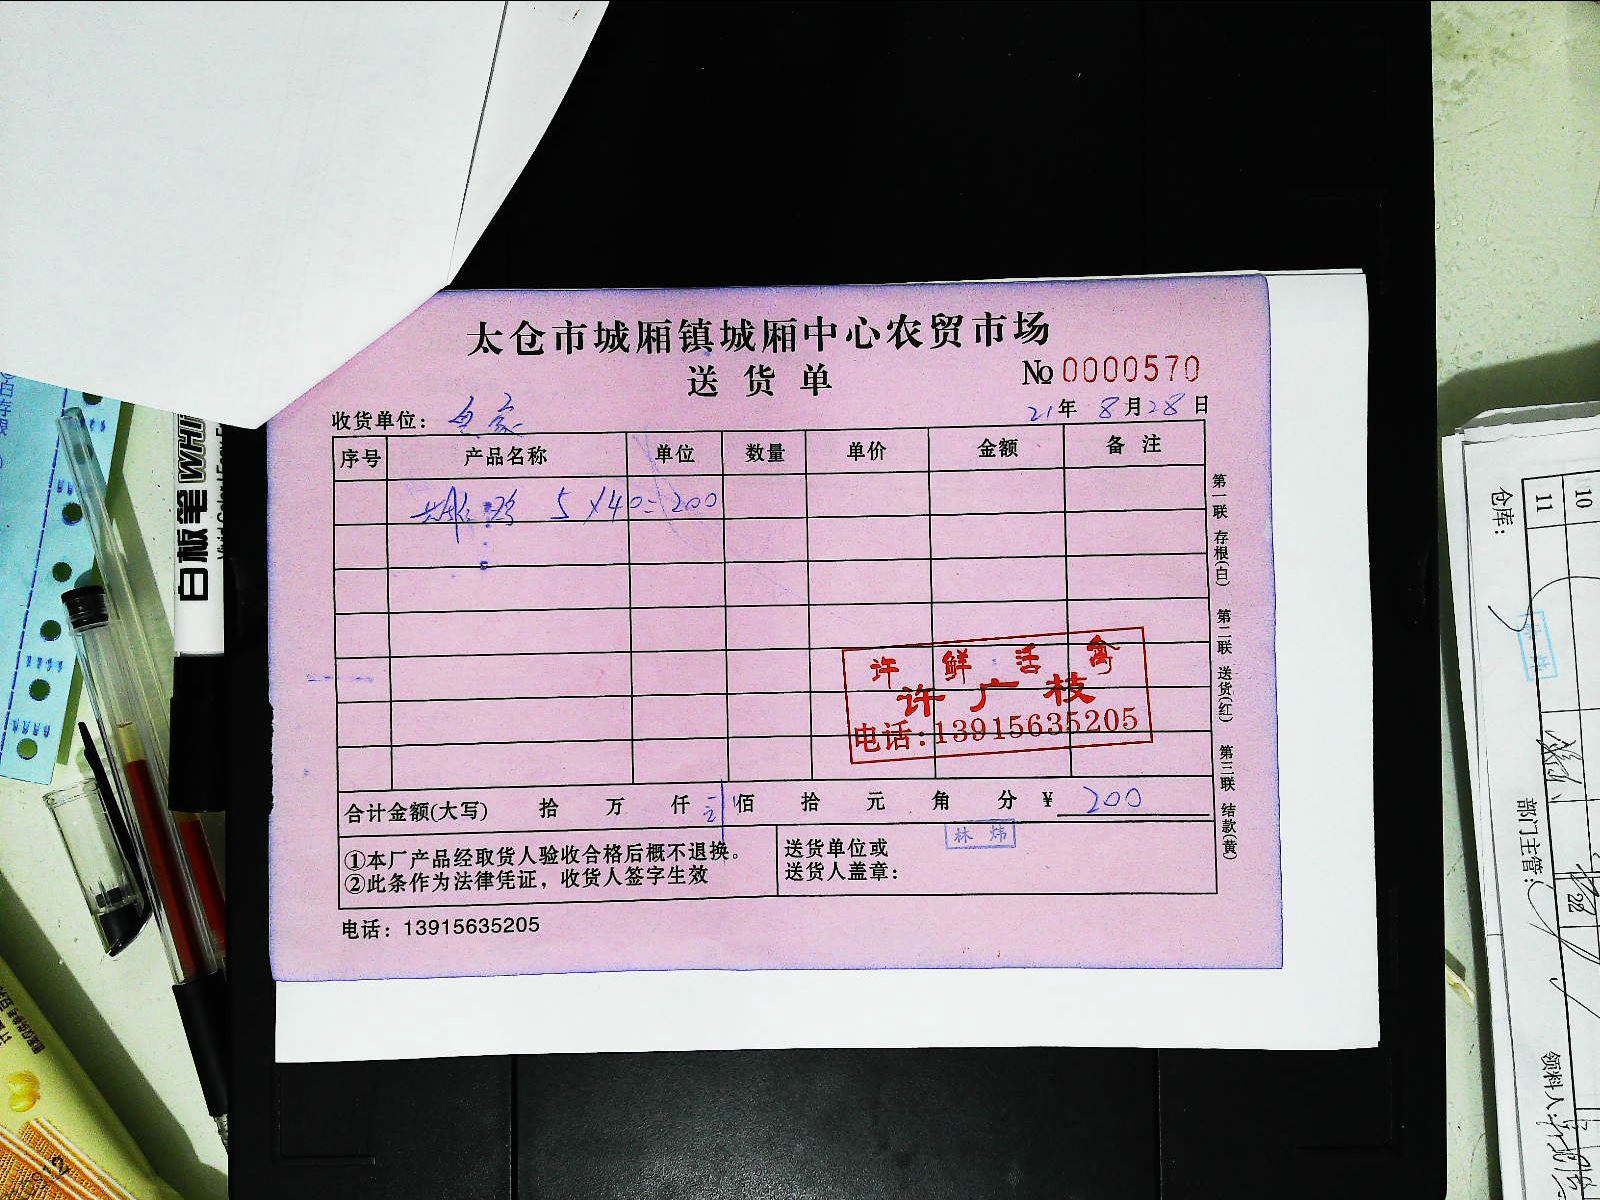 太仓市城厢镇城厢中心农贸市场
送货单
№ 0000570
收货单位：
21年 8月28日
序号 产品名称 单位 数量 单价 金额 备注
5×40=200
许 鲜 活 禽
许广枝
电话:13915635205
合计金额(大写) 拾 万 仟 佰 拾 元 角 分 ¥ 200
①本厂产品经取货人验收合格后概不退换。
②此条作为法律凭证，收货人签字生效
送货单位或
送货人盖章：
林炜
电话：13915635205
第一联 存根(白) 第二联 送货(红) 第三联 结款(黄)
白板笔 WHI
10
11
仓库：
部门主管：
领料人：